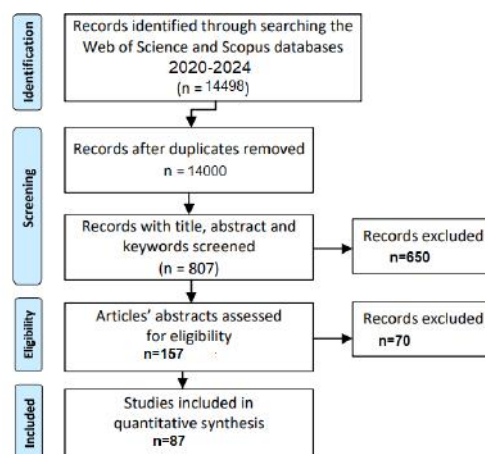 Identification
Records identified through searching the
Web of Science and Scopus databases
2020-2024
(n = 14498)
Screening
Records after duplicates removed
n = 14000
Records with title, abstract and
keywords screened
(n = 807)
Records excluded
n=650
Eligibility
Articles' abstracts assessed
for eligibility
n=157
Records excluded
n=70
Included
Studies included in
quantitative synthesis
n=87